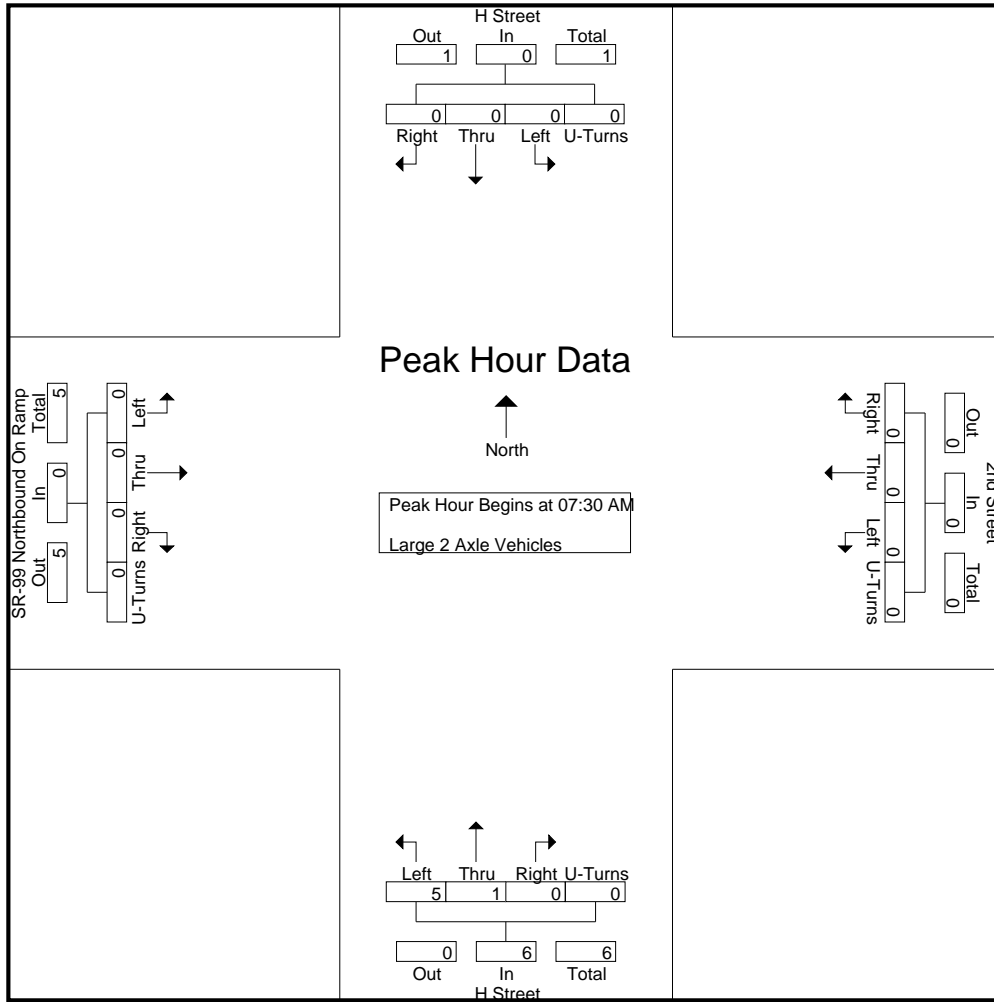 H Street
Out In Total
1 0 1
0 0 0 0
Right Thru Left U-Turns
Peak Hour Data
North
Peak Hour Begins at 07:30 AM
Large 2 Axle Vehicles
SR-99 Northbound On Ramp
Total In Out
5 0 5
0 0 0 0
Left Thru Right U-Turns
2nd Street
Out In Total
0 0 0
0 0 0 0
Right Thru Left U-Turns
Left Thru Right U-Turns
5 1 0 0
0 6 6
Out In Total
H Street